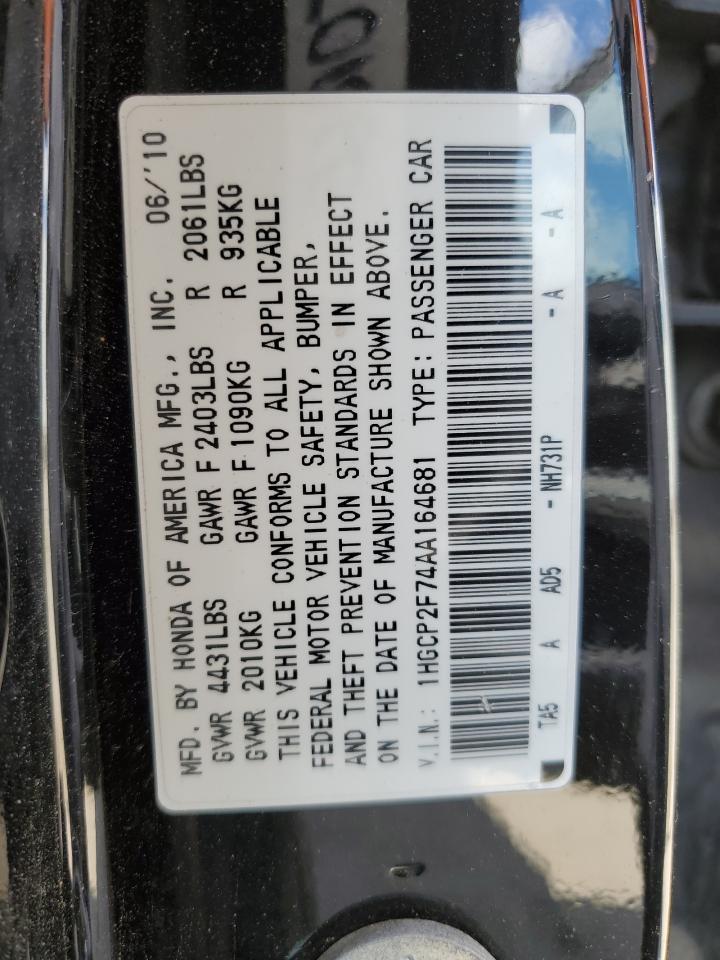 MFD. BY HONDA OF AMERICA MFG., INC. 06/'10
GVWR 4431LBS GAWR F 2403LBS R 2061LBS
GVWR 2010KG GAWR F 1090KG R 935KG
THIS VEHICLE CONFORMS TO ALL APPLICABLE
FEDERAL MOTOR VEHICLE SAFETY, BUMPER,
AND THEFT PREVENTION STANDARDS IN EFFECT
ON THE DATE OF MANUFACTURE SHOWN ABOVE.
V.I.N.: 1HGCP2F74AA164681 TYPE: PASSENGER CAR
TA5 A AD5 - NH731P - A - A